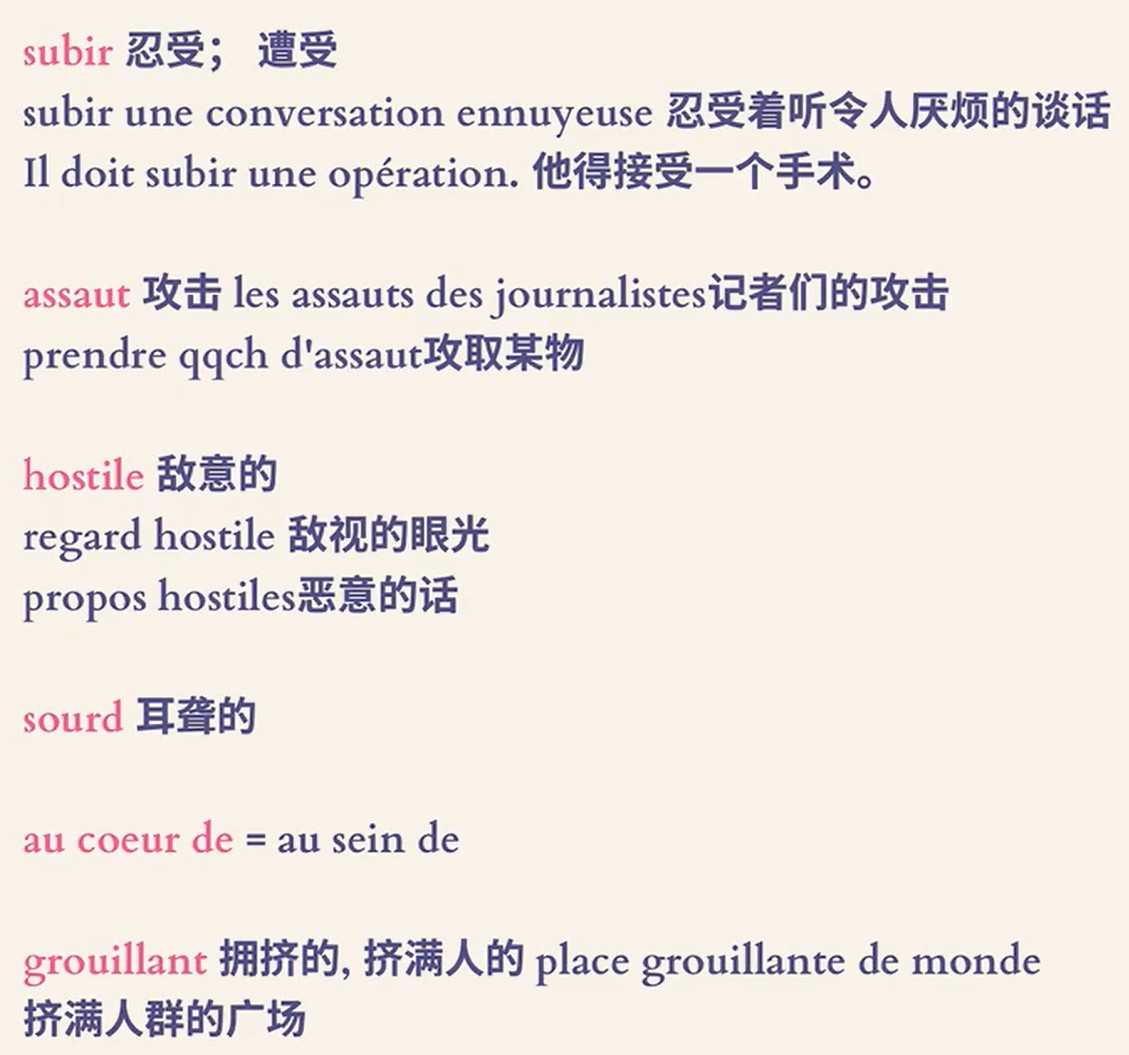 subir 忍受； 遭受
subir une conversation ennuyeuse 忍受着听令人厌烦的谈话
Il doit subir une opération. 他得接受一个手术。
assaut 攻击 les assauts des journalistes记者们的攻击
prendre qqch d'assaut攻取某物
hostile 敌意的
regard hostile 敌视的眼光
propos hostiles恶意的话
sourd 耳聋的
au coeur de = au sein de
grouillant 拥挤的, 挤满人的 place grouillante de monde
挤满人群的广场